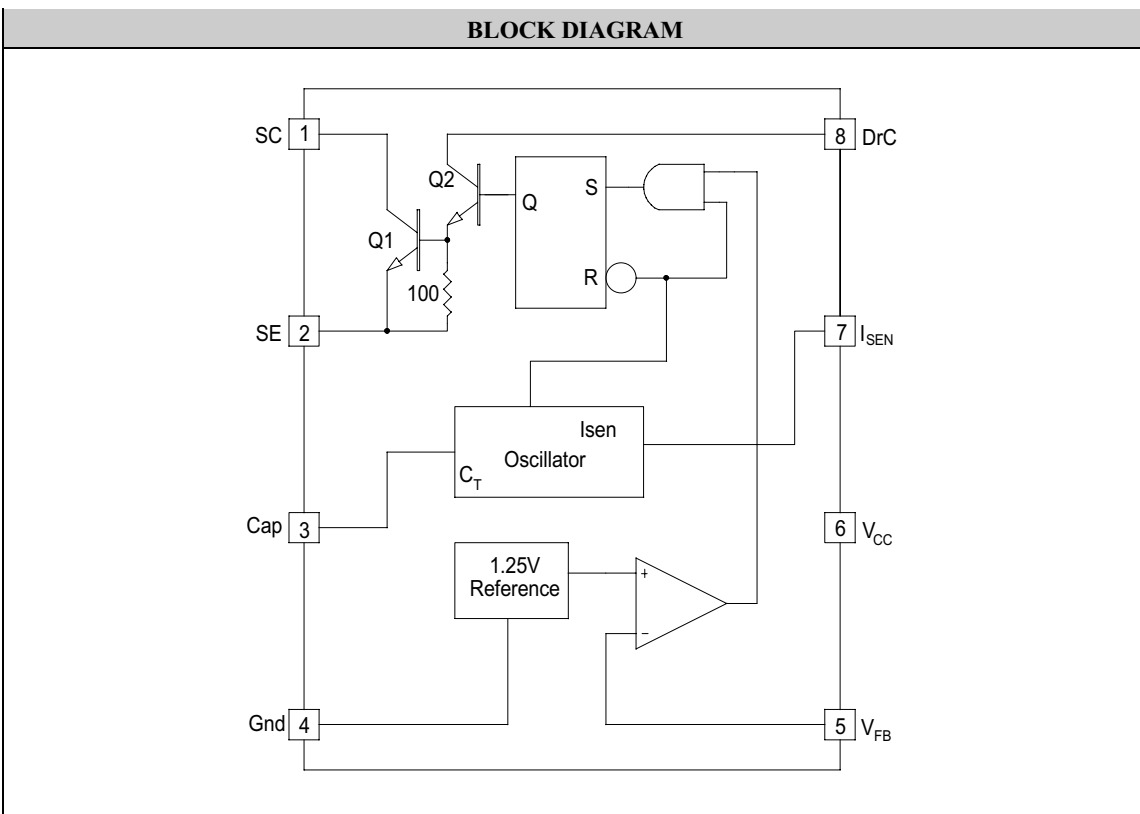 BLOCK DIAGRAM
SC 1
8 DrC
Q2
Q
S
Q1
R
100
SE 2
7 ISEN
Isen
Oscillator
CT
Cap 3
6 VCC
1.25V
Reference
+
−
Gnd 4
5 VFB